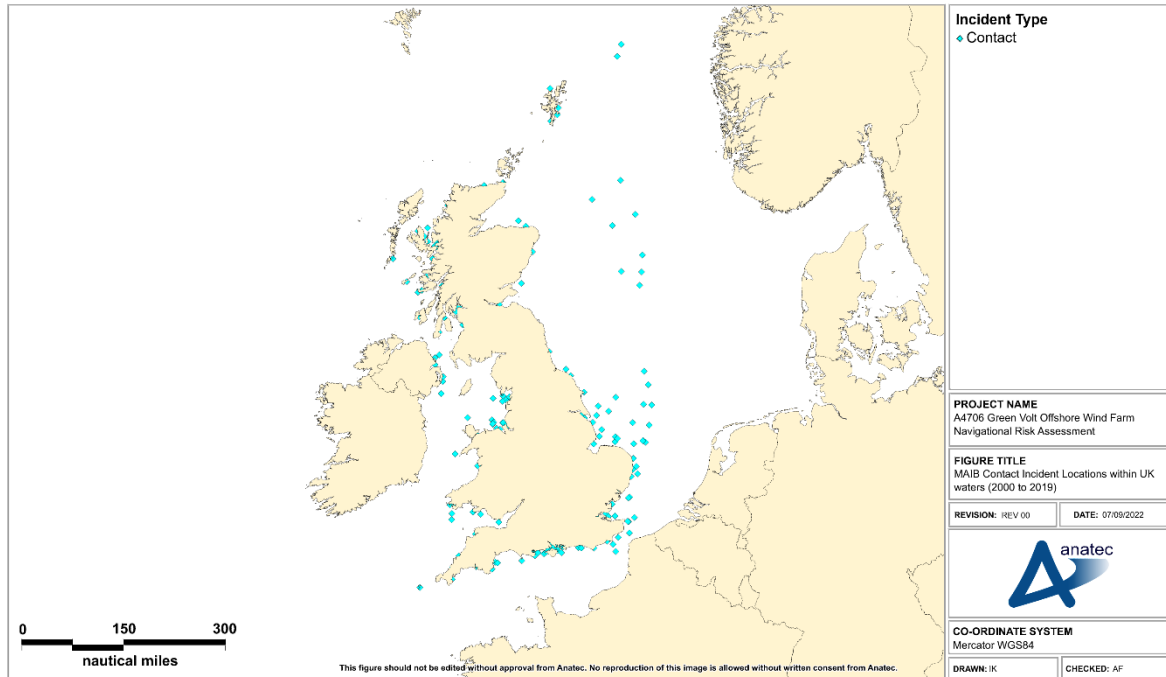 Incident Type
Contact
PROJECT NAME
A4706 Green Volt Offshore Wind Farm
Navigational Risk Assessment
FIGURE TITLE
MAIB Contact Incident Locations within UK
waters (2000 to 2019)
REVISION: REV 00
DATE: 07/09/2022
anatec
CO-ORDINATE SYSTEM
Mercator WGS84
DRAWN: IK
CHECKED: AF
0 150 300
nautical miles
This figure should not be edited without approval from Anatec. No reproduction of this image is allowed without written consent from Anatec.